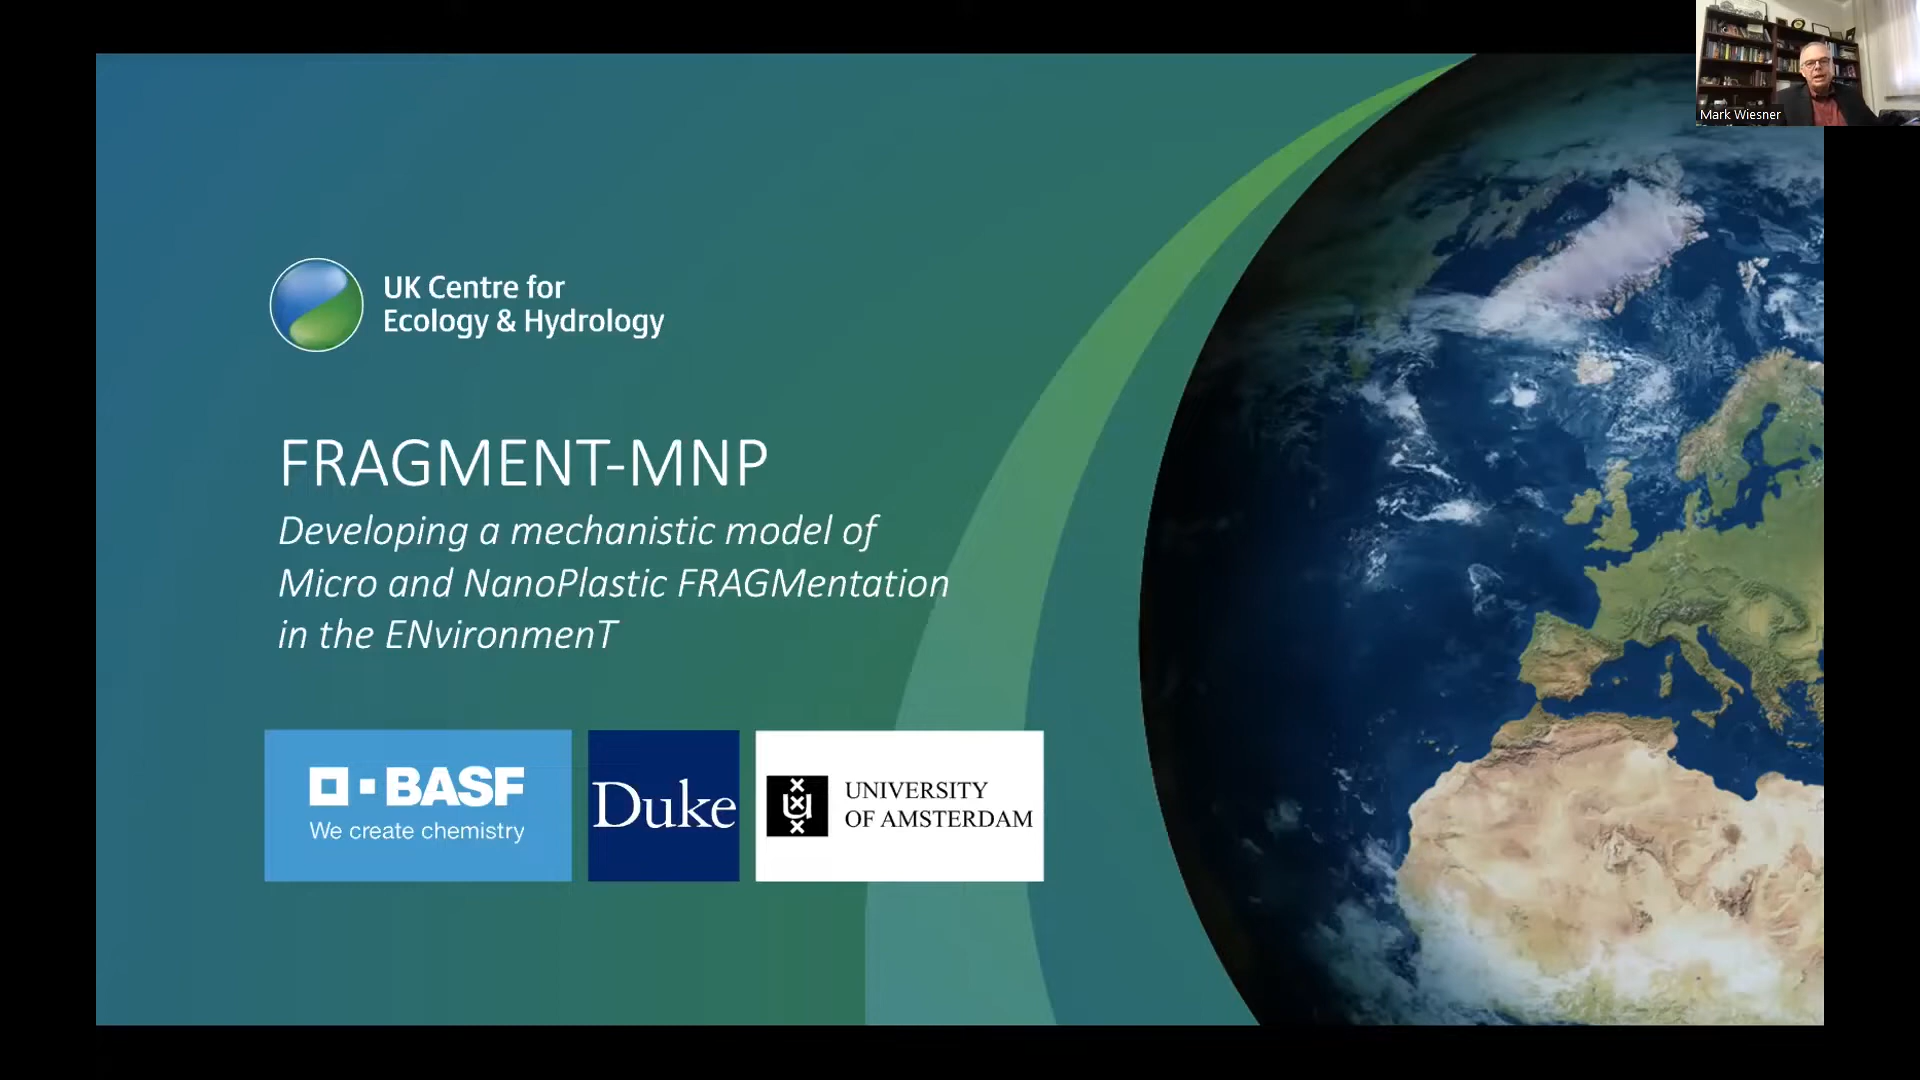 Mark Wiesner
UK Centre for
Ecology & Hydrology
FRAGMENT-MNP
Developing a mechanistic model of
Micro and NanoPlastic FRAGMentation
in the ENvironmenT
BASF
We create chemistry
Duke
UNIVERSITY
OF AMSTERDAM